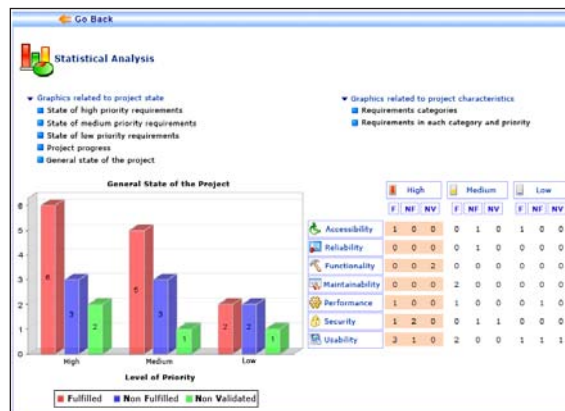 Go Back
Statistical Analysis
Graphics related to project state
State of high priority requirements
State of medium priority requirements
State of low priority requirements
Project progress
General state of the project
Graphics related to project characteristics
Requirements categories
Requirements in each category and priority
General State of the Project
6
5
4
3
2
1
0
6 3 2
5 3 1
2 2 1
High Medium Low
Level of Priority
Fulfilled Non Fulfilled Non Validated
High Medium Low
F NF NV F NF NV F NF NV
Accessibility 1 0 0 0 1 0 1 0 0
Reliability 0 0 0 0 1 0 0 0 0
Functionality 0 0 2 0 0 0 0 0 0
Maintainability 0 0 0 2 0 0 0 0 0
Performance 1 0 0 1 0 0 0 1 0
Security 1 2 0 0 1 1 0 0 0
Usability 3 1 0 2 0 0 1 1 1